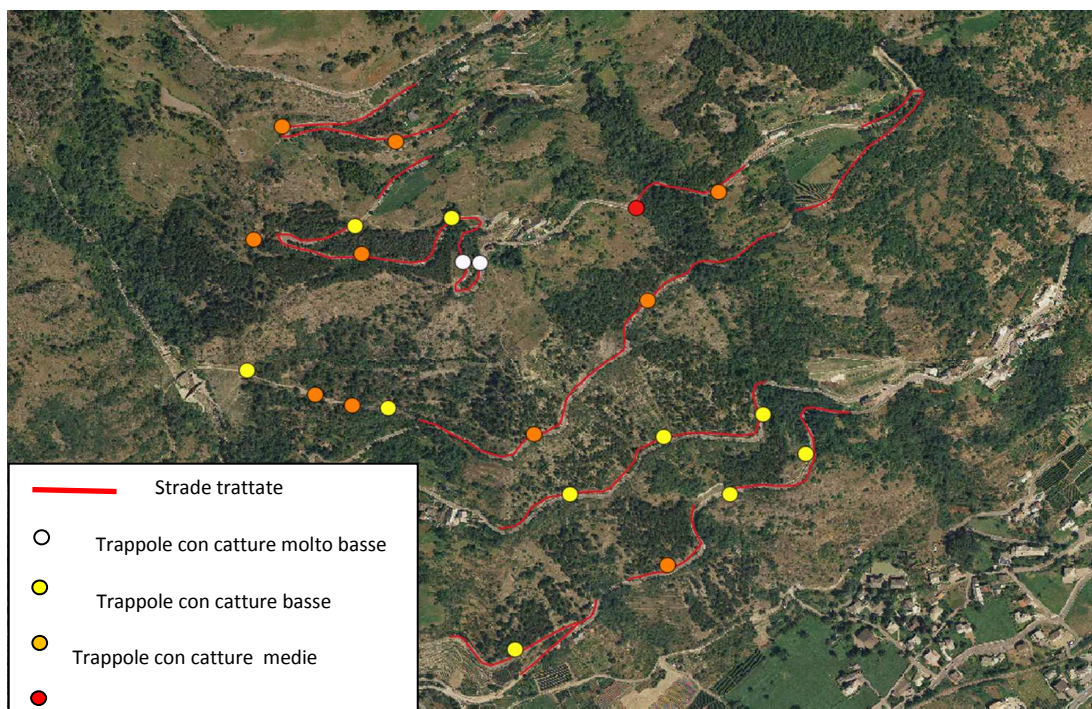 Strade trattate
Trappole con catture molto basse
Trappole con catture basse
Trappole con catture medie